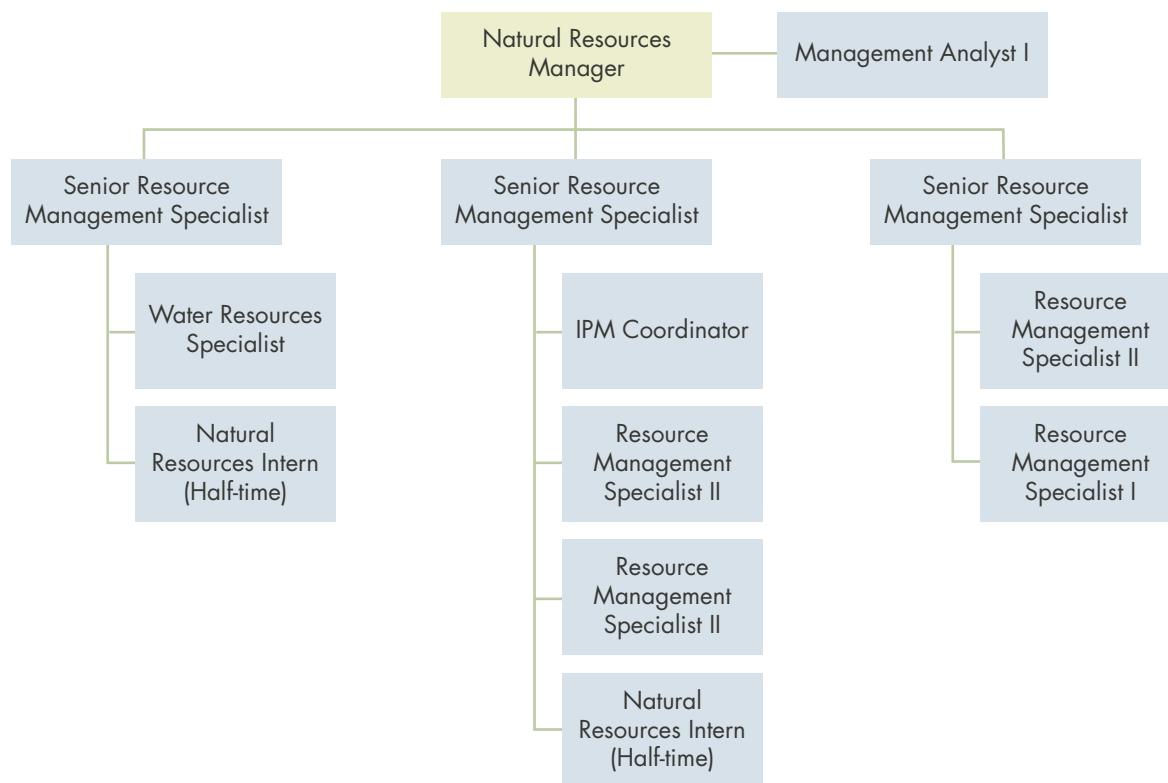 Natural Resources
Manager
Management Analyst I
Senior Resource
Management Specialist
Senior Resource
Management Specialist
Senior Resource
Management Specialist
Water Resources
Specialist
Natural
Resources Intern
(Half-time)
IPM Coordinator
Resource
Management
Specialist II
Resource
Management
Specialist II
Natural
Resources Intern
(Half-time)
Resource
Management
Specialist II
Resource
Management
Specialist I